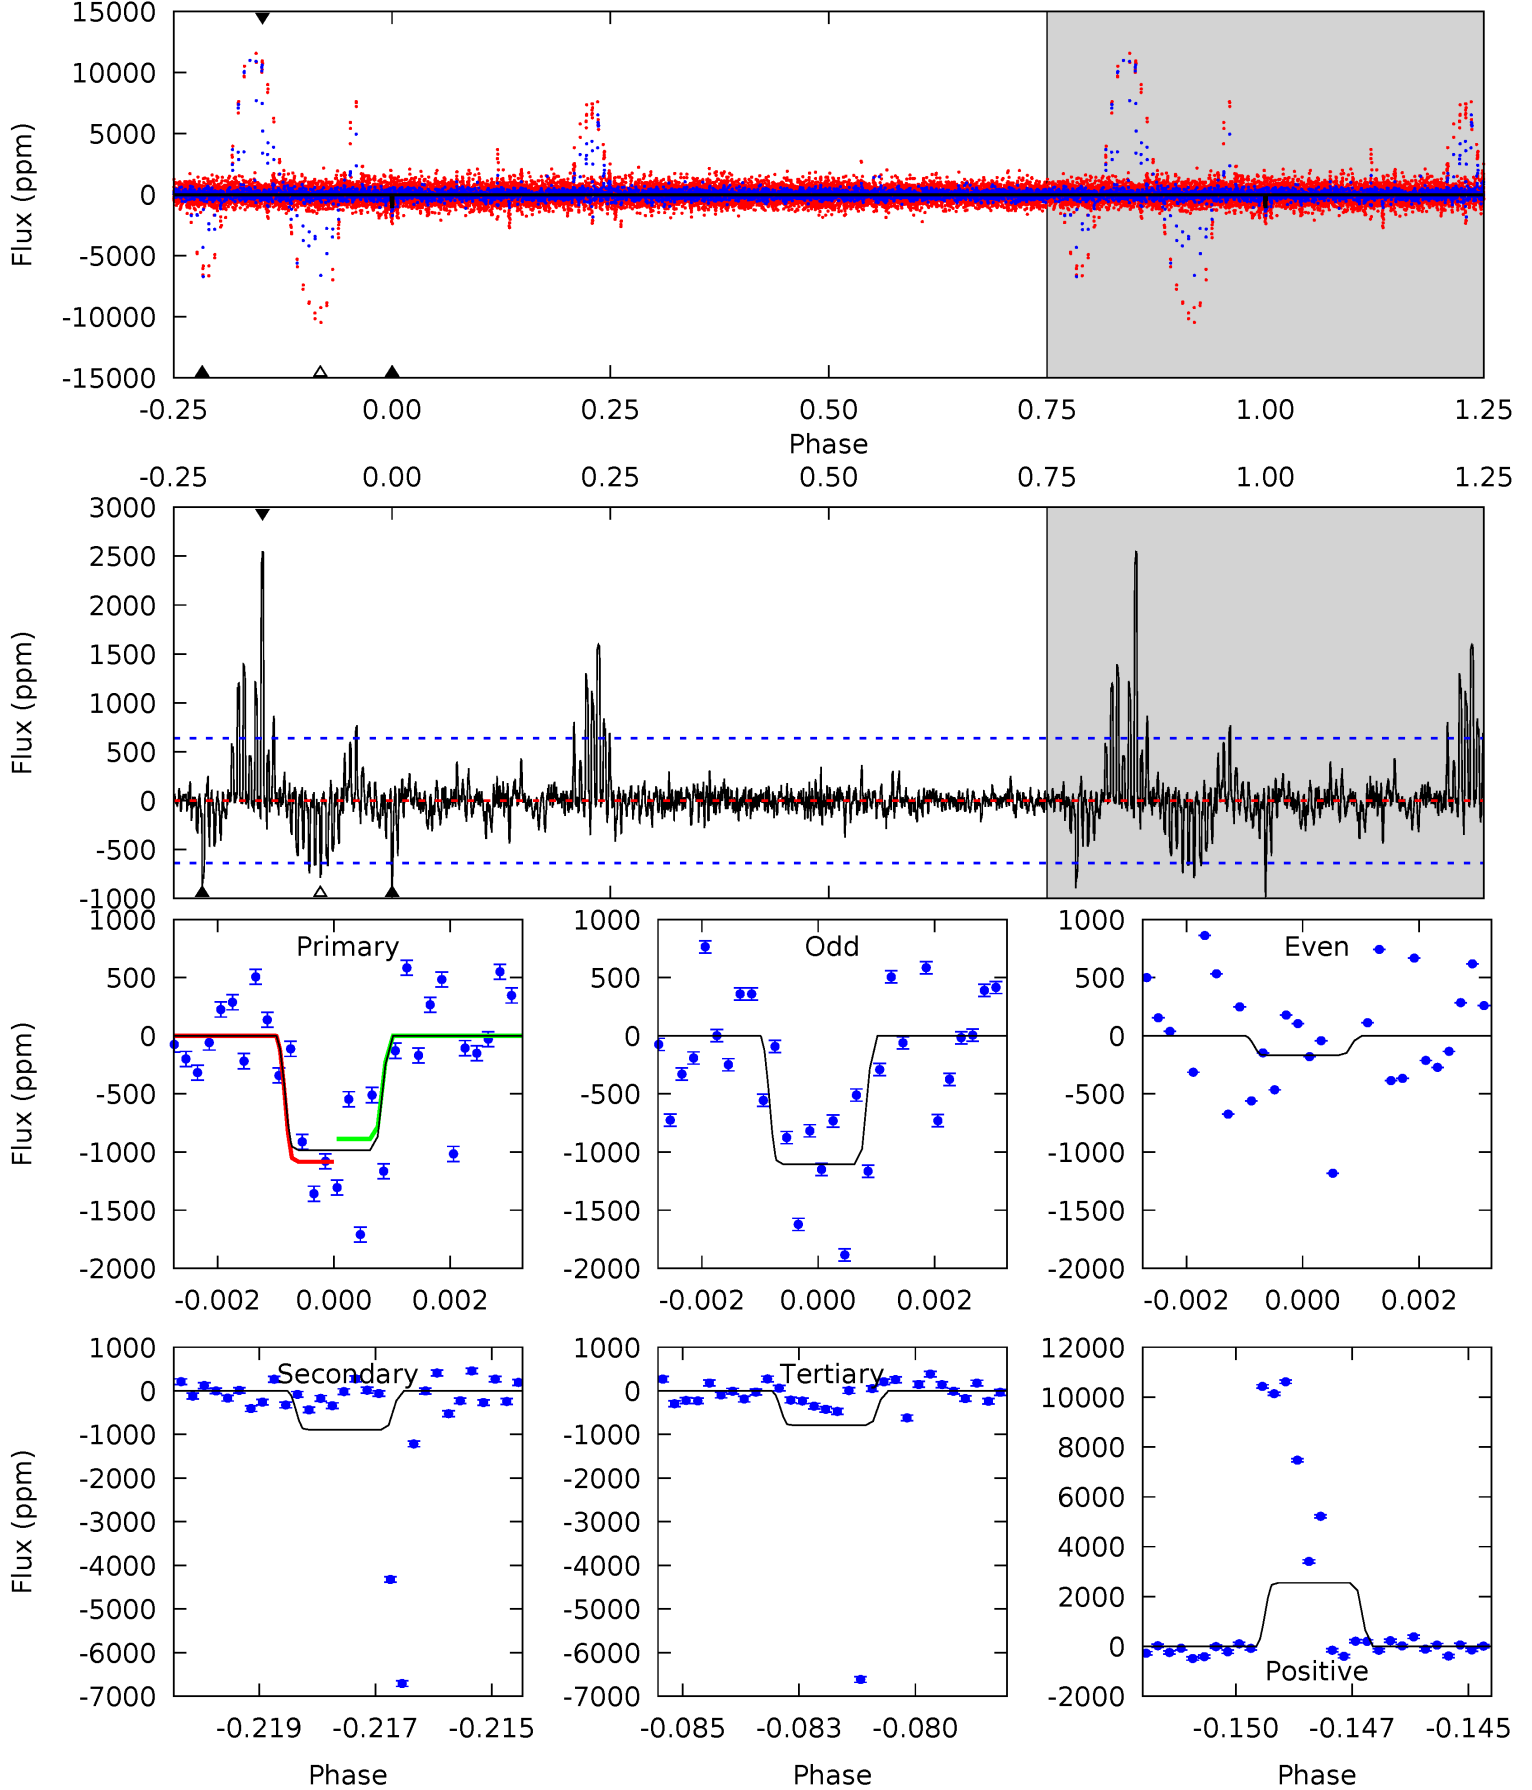 15000
10000
5000
0
-5000
-10000
-15000
Flux (ppm)
-0.25 0.00 0.25 0.50 0.75 1.00 1.25
Phase
-0.25 0.00 0.25 0.50 0.75 1.00 1.25
3000
2500
2000
1500
1000
500
0
-500
-1000
Flux (ppm)
Primary
1000
500
0
-500
-1000
-1500
-2000
Flux (ppm)
-0.002 0.000 0.002
Odd
1000
500
0
-500
-1000
-1500
-2000
-0.002 0.000 0.002
Even
1000
500
0
-500
-1000
-1500
-2000
-0.002 0.000 0.002
Secondary
1000
0
-1000
-2000
-3000
-4000
-5000
-6000
-7000
Flux (ppm)
-0.219 -0.217 -0.215
Phase
Tertiary
1000
0
-1000
-2000
-3000
-4000
-5000
-6000
-7000
-0.085 -0.083 -0.080
Phase
12000
10000
8000
6000
4000
2000
0
-2000
Positive
-0.150 -0.147 -0.145
Phase